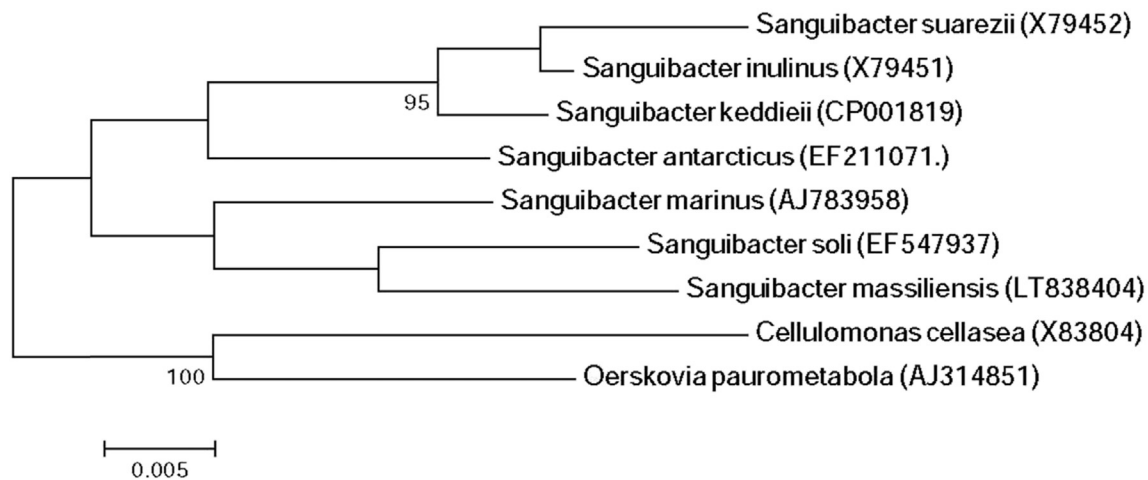 Sanguibacter suarezii (X79452)
Sanguibacter inulinus (X79451)
95
Sanguibacter keddieii (CP001819)
Sanguibacter antarcticus (EF211071.)
Sanguibacter marinus (AJ783958)
Sanguibacter soli (EF547937)
Sanguibacter massiliensis (LT838404)
Cellulomonas cellasea (X83804)
100
Oerskovia paurometabola (AJ314851)
0.005